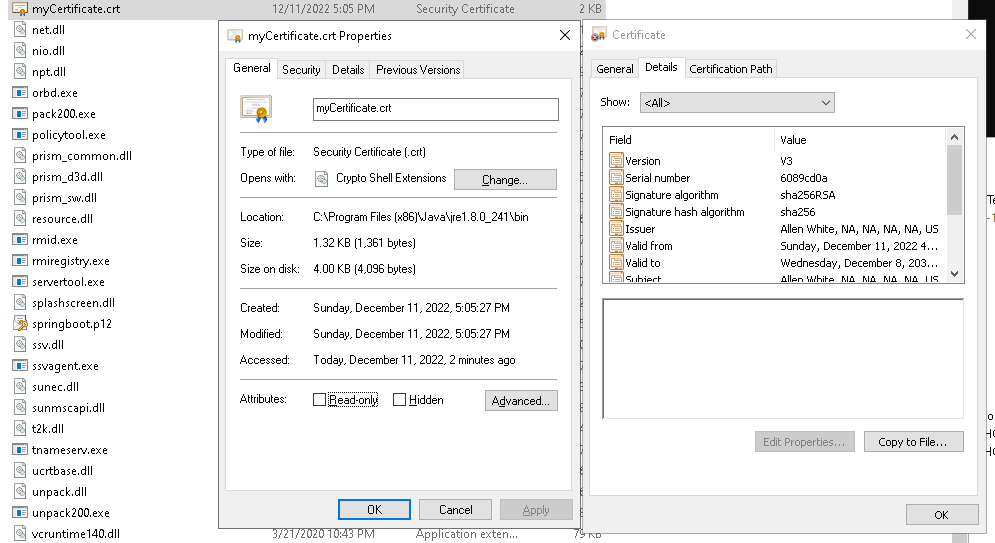 myCertificate.crt 12/11/2022 5:05 PM Security Certificate 2 KB
net.dll
nio.dll
npt.dll
orbd.exe
pack200.exe
policytool.exe
prism_common.dll
prism_d3d.dll
prism_sw.dll
resource.dll
rmid.exe
rmiregistry.exe
servertool.exe
splashscreen.dll
springboot.p12
ssv.dll
ssvagent.exe
sunec.dll
sunmscapi.dll
t2k.dll
tnameserv.exe
ucrtbase.dll
unpack.dll
unpack200.exe
vcruntime140.dll 3/21/2020 10:43 PM Application exten... 79 KB
myCertificate.crt Properties
General Security Details Previous Versions
myCertificate.crt
Type of file: Security Certificate (.crt)
Opens with: Crypto Shell Extensions Change...
Location: C:\Program Files (x86)\Java\jre1.8.0_241\bin
Size: 1.32 KB (1,361 bytes)
Size on disk: 4.00 KB (4,096 bytes)
Created: Sunday, December 11, 2022, 5:05:27 PM
Modified: Sunday, December 11, 2022, 5:05:27 PM
Accessed: Today, December 11, 2022, 2 minutes ago
Attributes: Read-only Hidden Advanced...
OK Cancel Apply
Certificate
General Details Certification Path
Show: <All>
Field Value
Version V3
Serial number 6089cd0a
Signature algorithm sha256RSA
Signature hash algorithm sha256
Issuer Allen White, NA, NA, NA, NA, US
Valid from Sunday, December 11, 2022 4...
Valid to Wednesday, December 8, 203...
Subject Allen White, NA, NA, NA, NA, US
Edit Properties... Copy to File...
OK